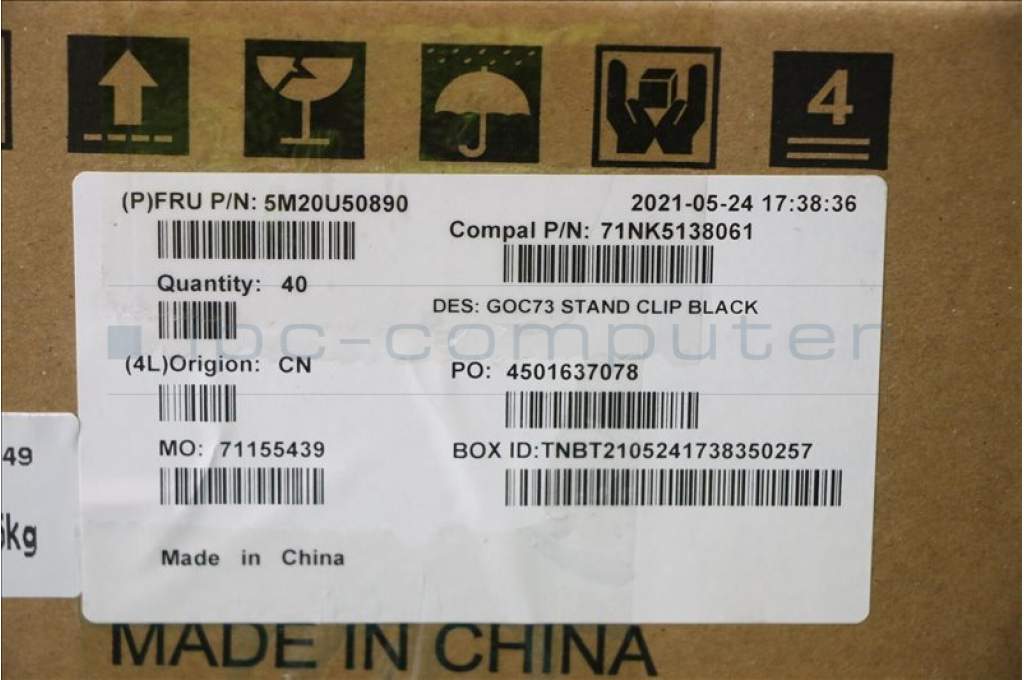 4
(P)FRU P/N: 5M20U50890
2021-05-24 17:38:36
Compal P/N: 71NK5138061
Quantity: 40
DES: GOC73 STAND CLIP BLACK
ipc-computer
(4L)Origion: CN
PO: 4501637078
MO: 71155439
BOX ID:TNBT2105241738350257
49
kg
Made in China
MADE IN CHINA